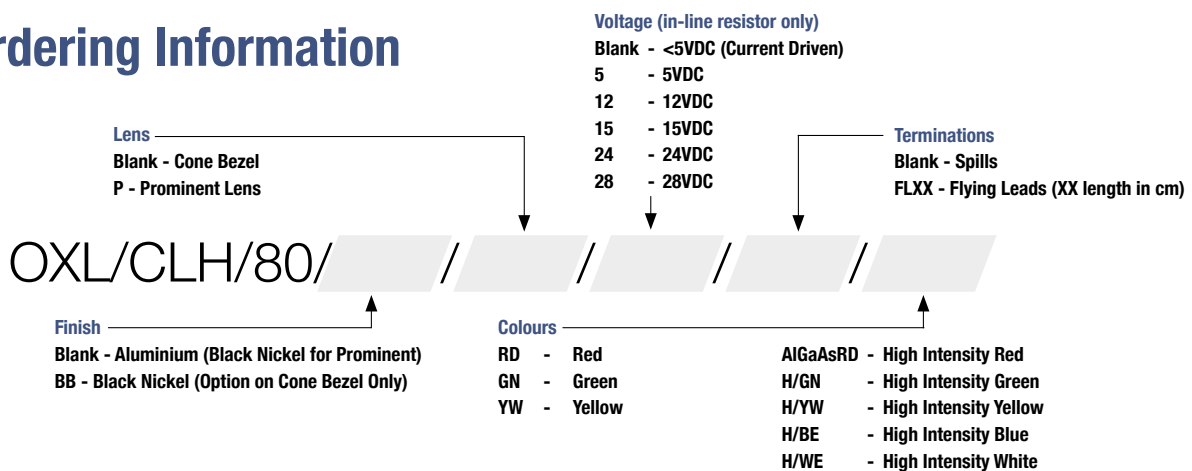 rdering Information
Voltage (in-line resistor only)
Blank - <5VDC (Current Driven)
5 - 5VDC
12 - 12VDC
15 - 15VDC
24 - 24VDC
28 - 28VDC
Lens
Blank - Cone Bezel
P - Prominent Lens
Terminations
Blank - Spills
FLXX - Flying Leads (XX length in cm)
OXL/CLH/80/ / / / /
Finish
Blank - Aluminium (Black Nickel for Prominent)
BB - Black Nickel (Option on Cone Bezel Only)
Colours
RD - Red
GN - Green
YW - Yellow
AlGaAsRD - High Intensity Red
H/GN - High Intensity Green
H/YW - High Intensity Yellow
H/BE - High Intensity Blue
H/WE - High Intensity White